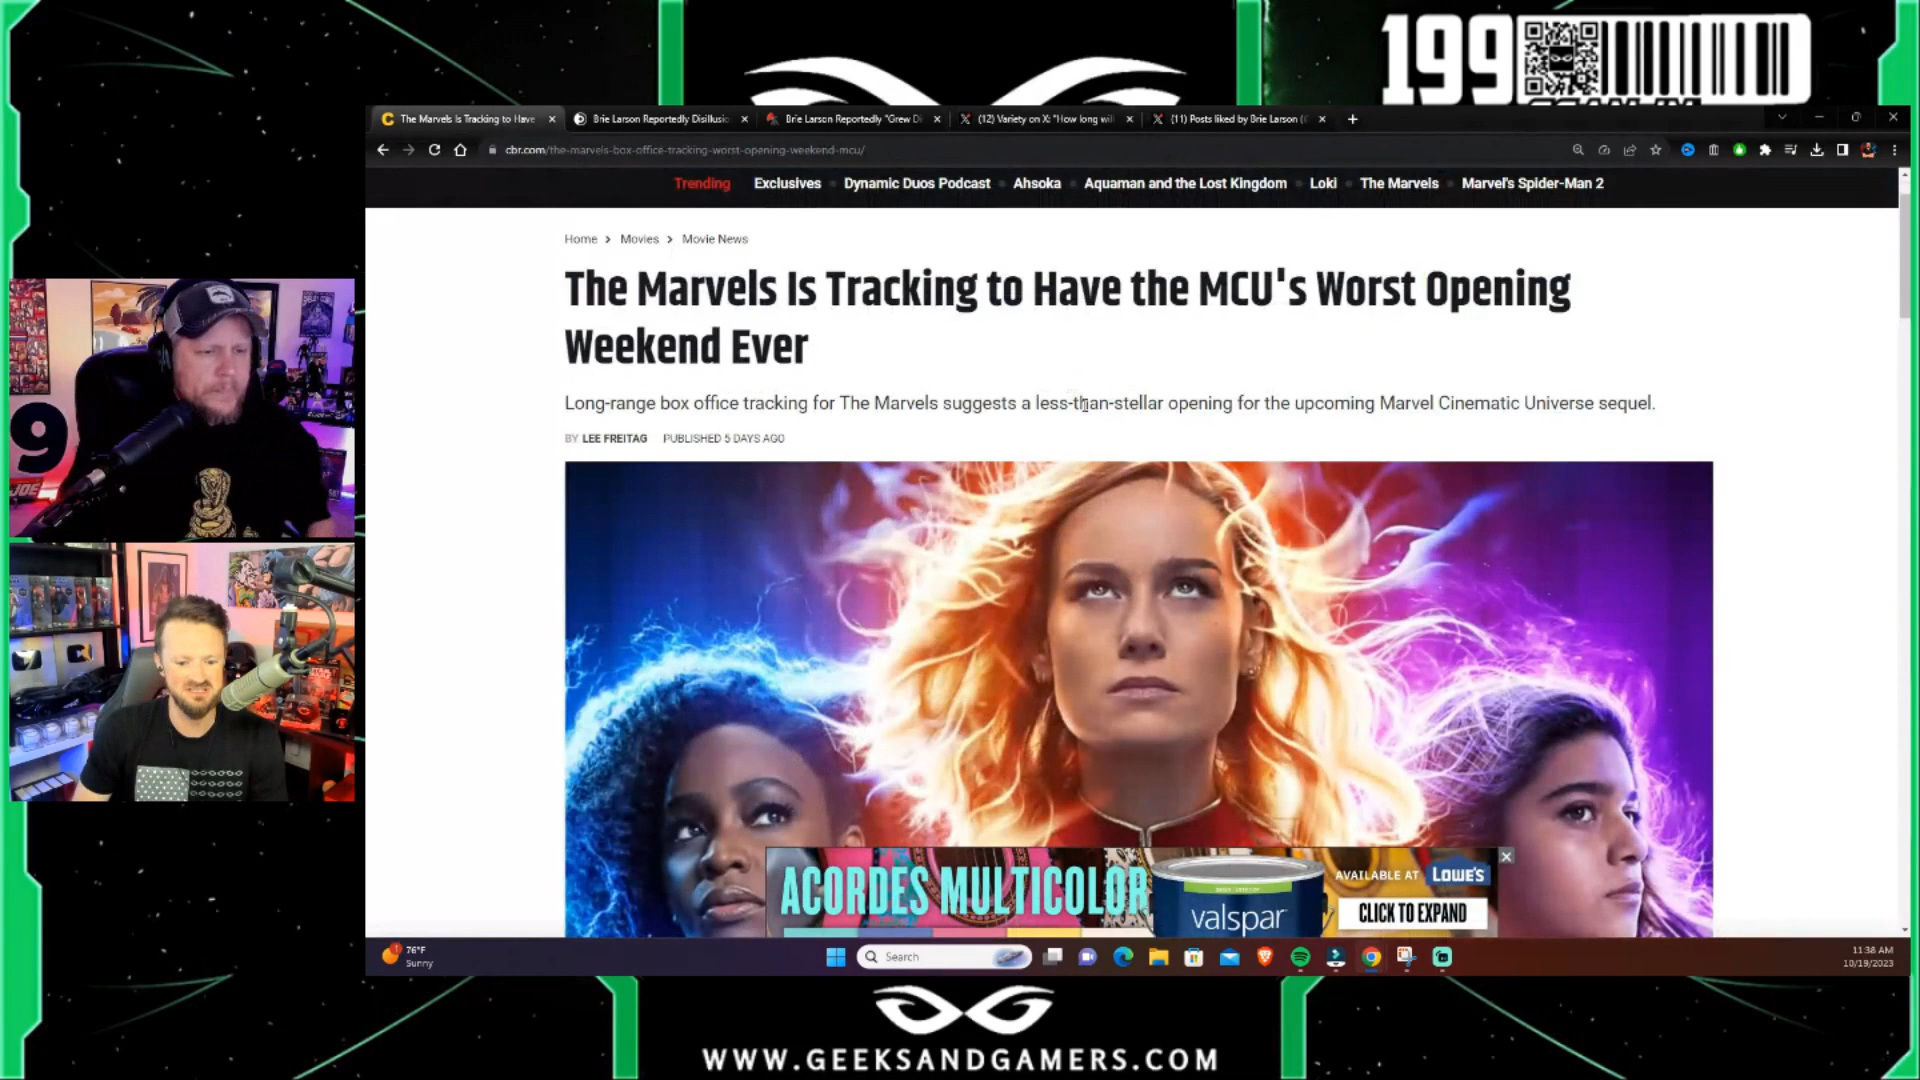 199
The Marvels Is Tracking to Have
Brie Larson Reportedly Disillusio
Brie Larson Reportedly "Grew Di
(12) Variety on X: "How long wil
(11) Posts liked by Brie Larson (
cbr.com/the-marvels-box-office-tracking-worst-opening-weekend-mcu/
Trending Exclusives Dynamic Duos Podcast Ahsoka Aquaman and the Lost Kingdom Loki The Marvels Marvel's Spider-Man 2
Home > Movies > Movie News
The Marvels Is Tracking to Have the MCU's Worst Opening
Weekend Ever
Long-range box office tracking for The Marvels suggests a less-than-stellar opening for the upcoming Marvel Cinematic Universe sequel.
BY LEE FREITAG PUBLISHED 5 DAYS AGO
9
JOE
ACORDES MULTICOLOR
valspar
AVAILABLE AT LOWE'S
CLICK TO EXPAND
1
76°F
Sunny
Search
11:38 AM
10/19/2023
WWW.GEEKSANDGAMERS.COM